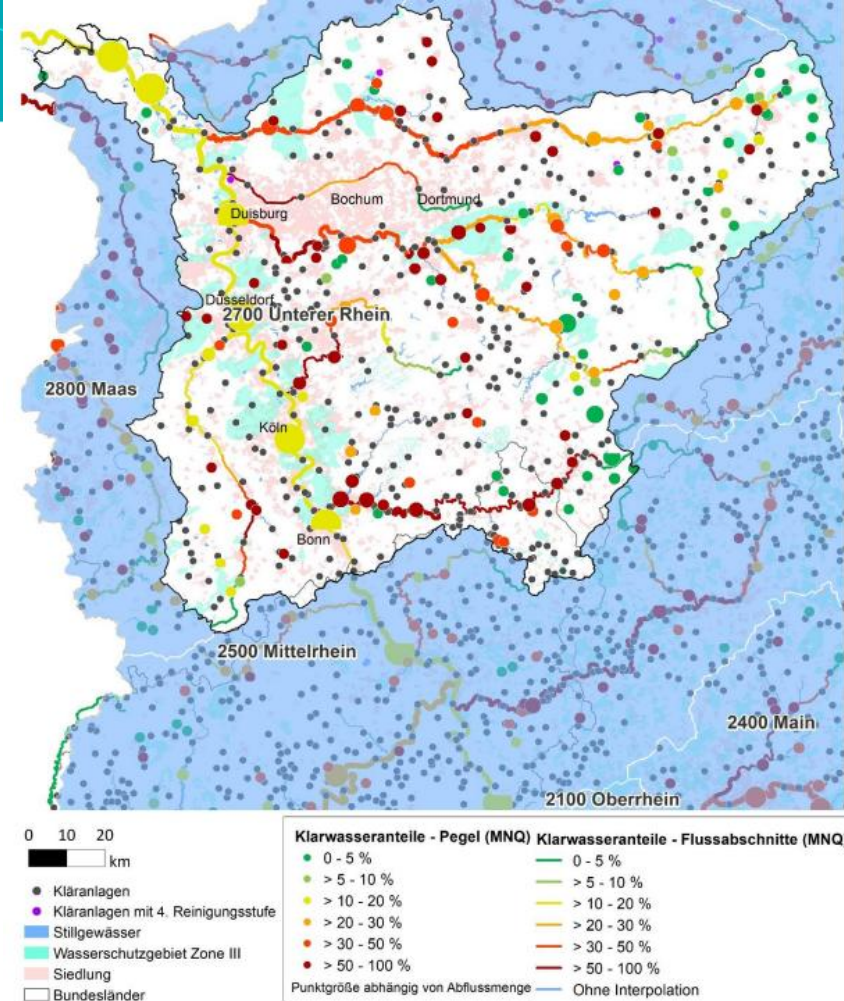 Duisburg
Bochum
Dortmund
Düsseldorf
2700 Unterer Rhein
2800 Maas
Köln
Bonn
2500 Mittelrhein
2400 Main
2100 Oberrhein
0 10 20
km
Kläranlagen
Kläranlagen mit 4. Reinigungsstufe
Stillgewässer
Wasserschutzgebiet Zone III
Siedlung
Bundesländer
Klarwasseranteile - Pegel (MNQ)
0 - 5 %
> 5 - 10 %
> 10 - 20 %
> 20 - 30 %
> 30 - 50 %
> 50 - 100 %
Punktgröße abhängig von Abflussmenge
Klarwasseranteile - Flussabschnitte (MNQ)
0 - 5 %
> 5 - 10 %
> 10 - 20 %
> 20 - 30 %
> 30 - 50 %
> 50 - 100 %
Ohne Interpolation